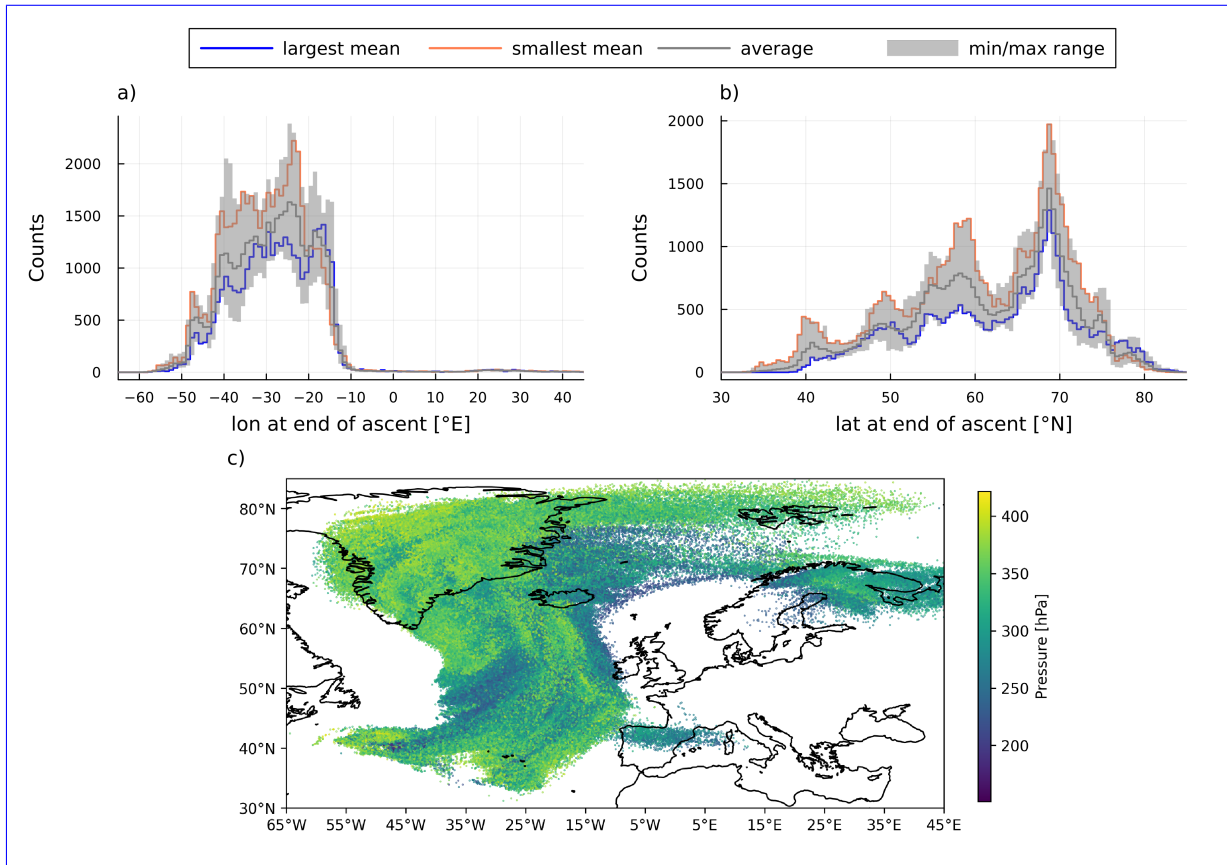 largest mean smallest mean average min/max range
a)
b)
2000
1500
1000
500
0
Counts
−60 −50 −40 −30 −20 −10 0 10 20 30 40
lon at end of ascent [°E]
2000
1500
1000
500
0
Counts
30 40 50 60 70 80
lat at end of ascent [°N]
c)
80°N
70°N
60°N
50°N
40°N
30°N
65°W 55°W 45°W 35°W 25°W 15°W 5°W 5°E 15°E 25°E 35°E 45°E
400
350
300
250
200
Pressure [hPa]